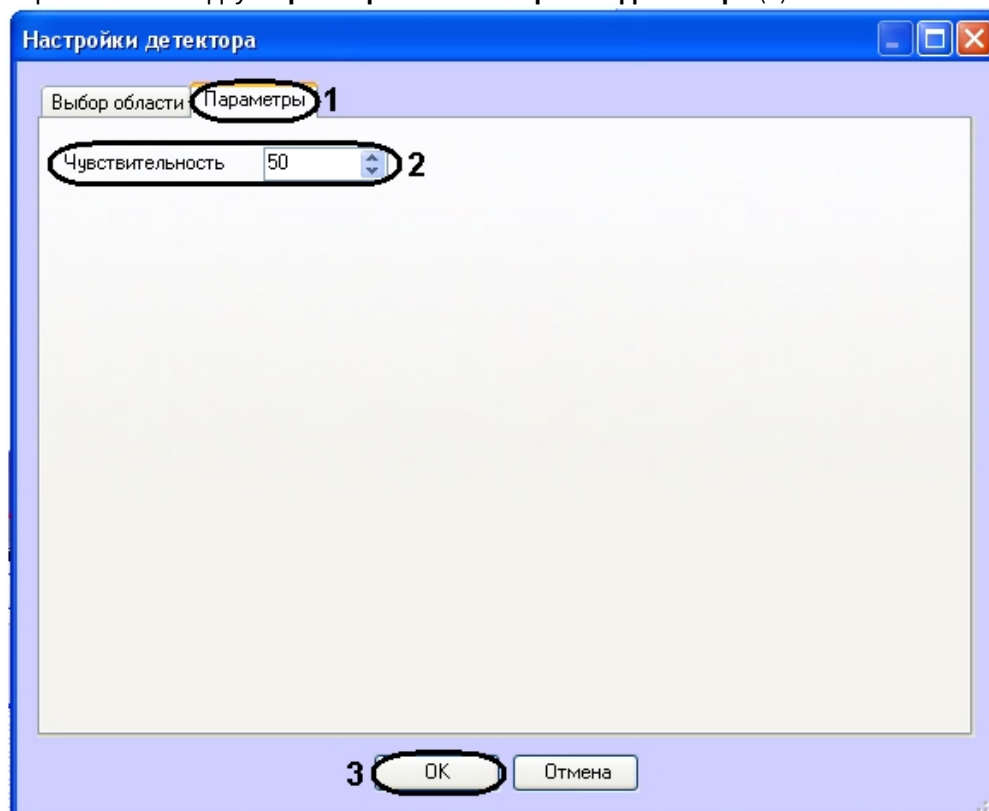 Настройки детектора
Выбор области Параметры 1
Чувствительность 50 2
3 OK Отмена